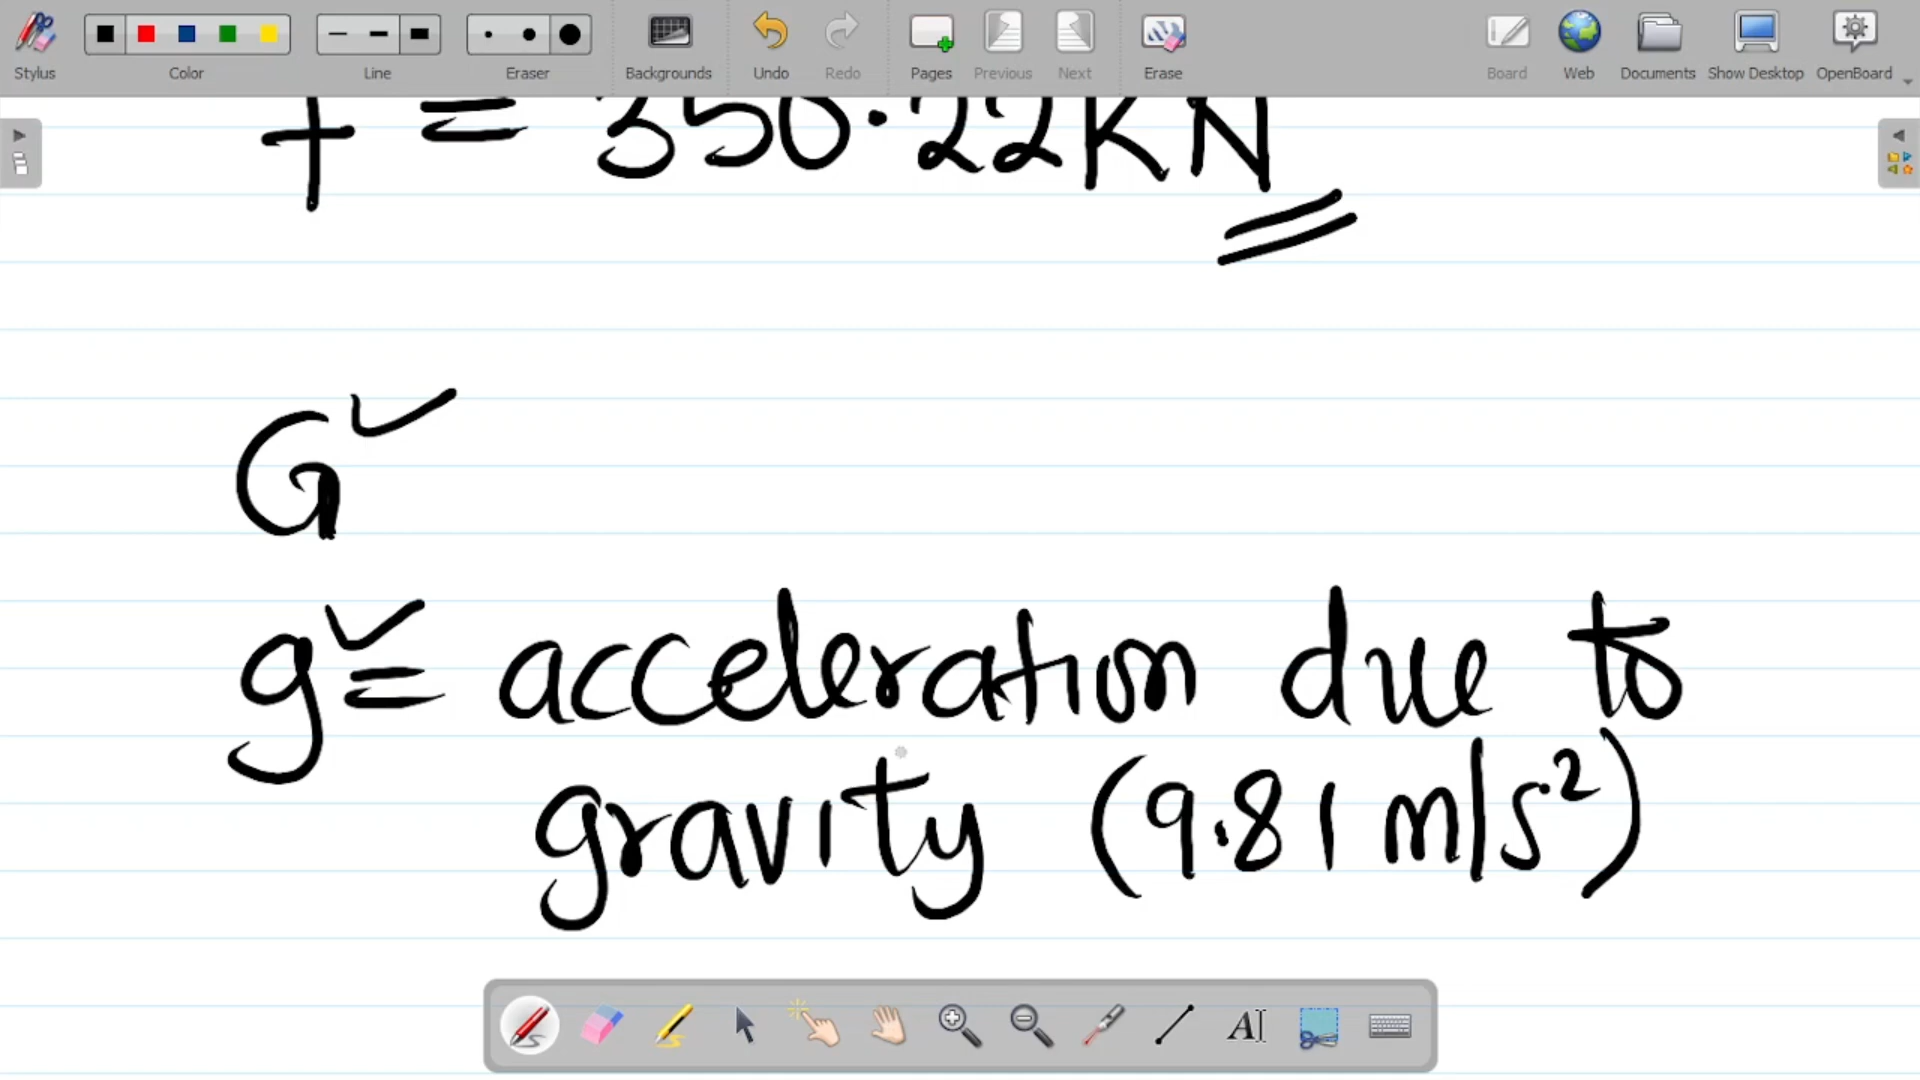 Stylus
Color
Line
Eraser
Backgrounds
Undo
Redo
Pages
Previous
Next
Erase
Board
Web
Documents
Show Desktop
OpenBoard
f = 350.22KN
G
g = acceleration due to
gravity (9.81 m/s²)
AI